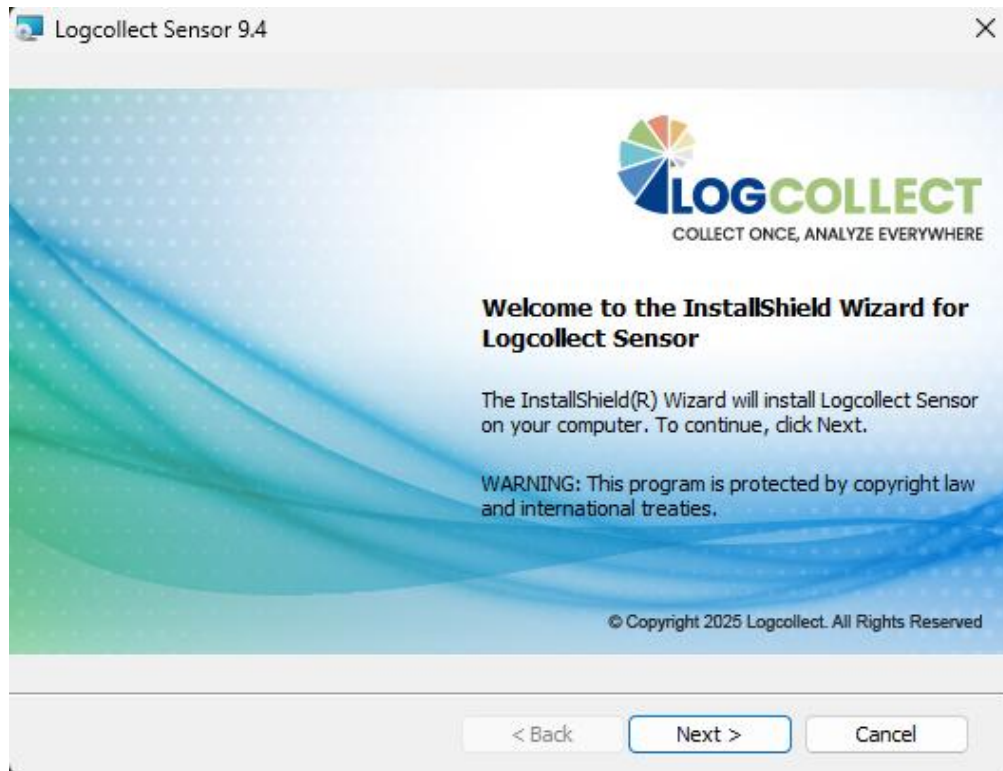 Logcollect Sensor 9.4
LOGCOLLECT
COLLECT ONCE, ANALYZE EVERYWHERE
Welcome to the InstallShield Wizard for
Logcollect Sensor
The InstallShield(R) Wizard will install Logcollect Sensor
on your computer. To continue, click Next.
WARNING: This program is protected by copyright law
and international treaties.
© Copyright 2025 Logcollect. All Rights Reserved
< Back
Next >
Cancel